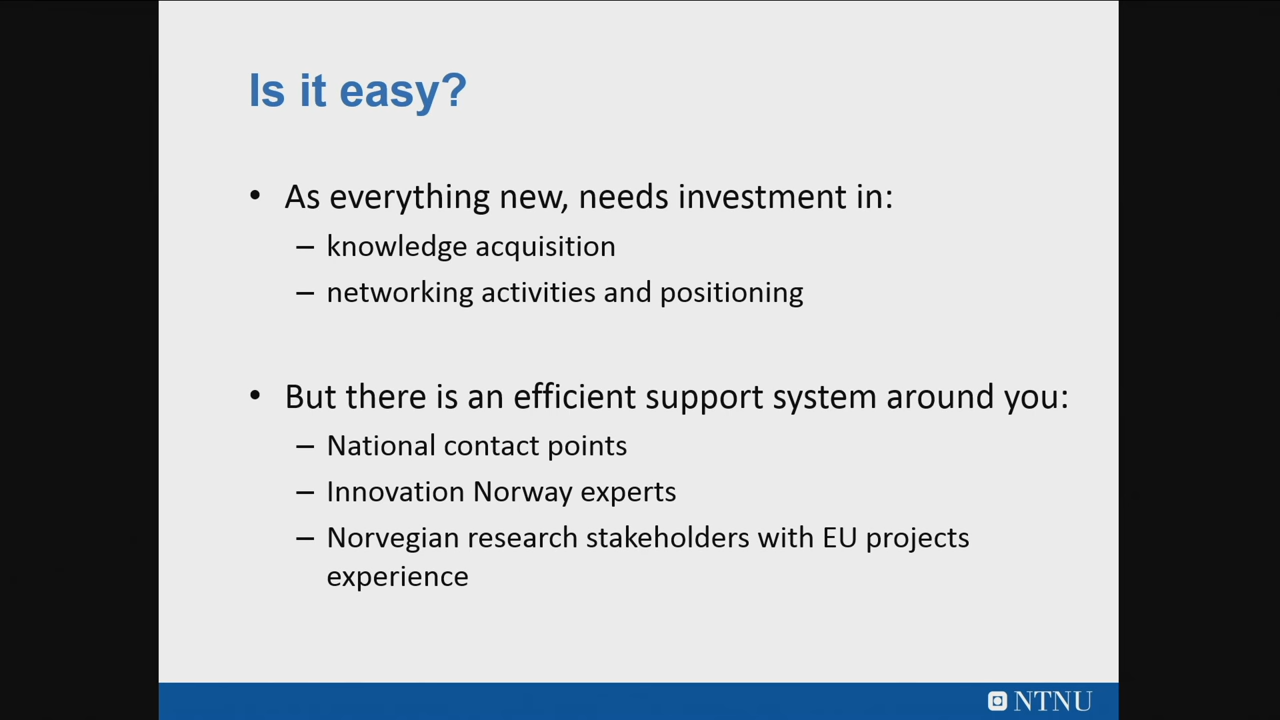 Is it easy?
• As everything new, needs investment in:
– knowledge acquisition
– networking activities and positioning
• But there is an efficient support system around you:
– National contact points
– Innovation Norway experts
– Norvegian research stakeholders with EU projects
experience
NTNU